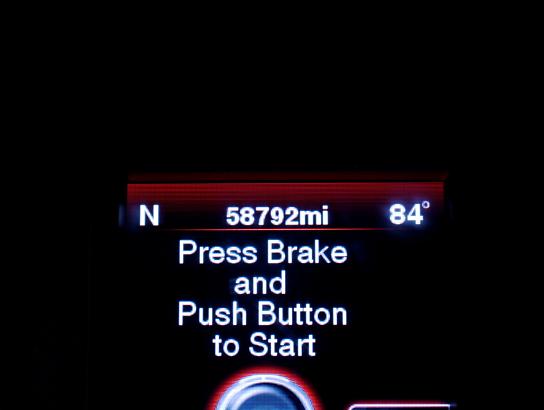 N 58792mi 84°
Press Brake
and
Push Button
to Start